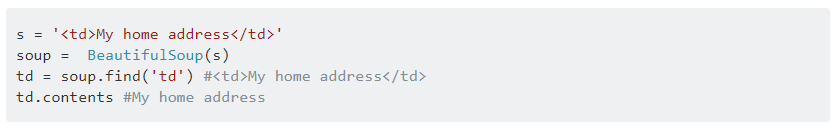 s = '<td>My home address</td>'
soup =  BeautifulSoup(s)
td = soup.find('td') #<td>My home address</td>
td.contents #My home address